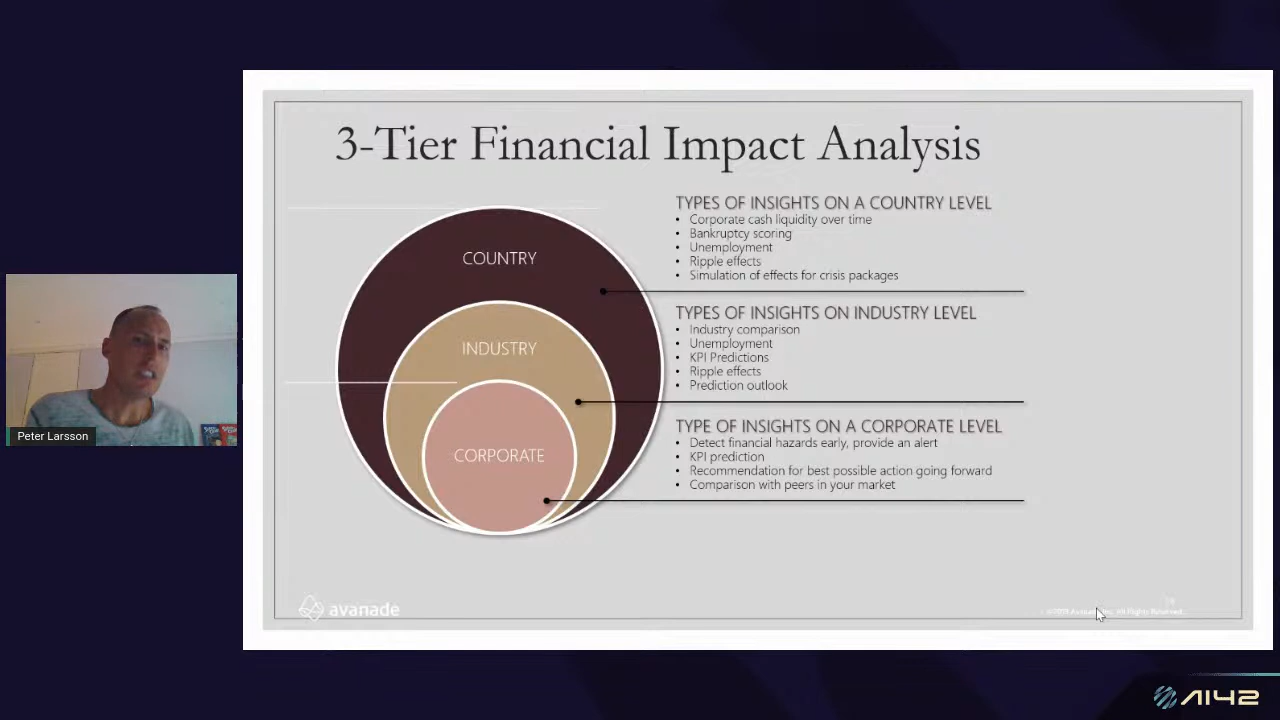 3-Tier Financial Impact Analysis
COUNTRY
INDUSTRY
CORPORATE
TYPES OF INSIGHTS ON A COUNTRY LEVEL
• Corporate cash liquidity over time
• Bankruptcy scoring
• Unemployment
• Ripple effects
• Simulation of effects for crisis packages
TYPES OF INSIGHTS ON INDUSTRY LEVEL
• Industry comparison
• Unemployment
• KPI Predictions
• Ripple effects
• Prediction outlook
TYPE OF INSIGHTS ON A CORPORATE LEVEL
• Detect financial hazards early, provide an alert
• KPI prediction
• Recommendation for best possible action going forward
• Comparison with peers in your market
Peter Larsson
avanade
Inc. All Rights Reserved.
AI42